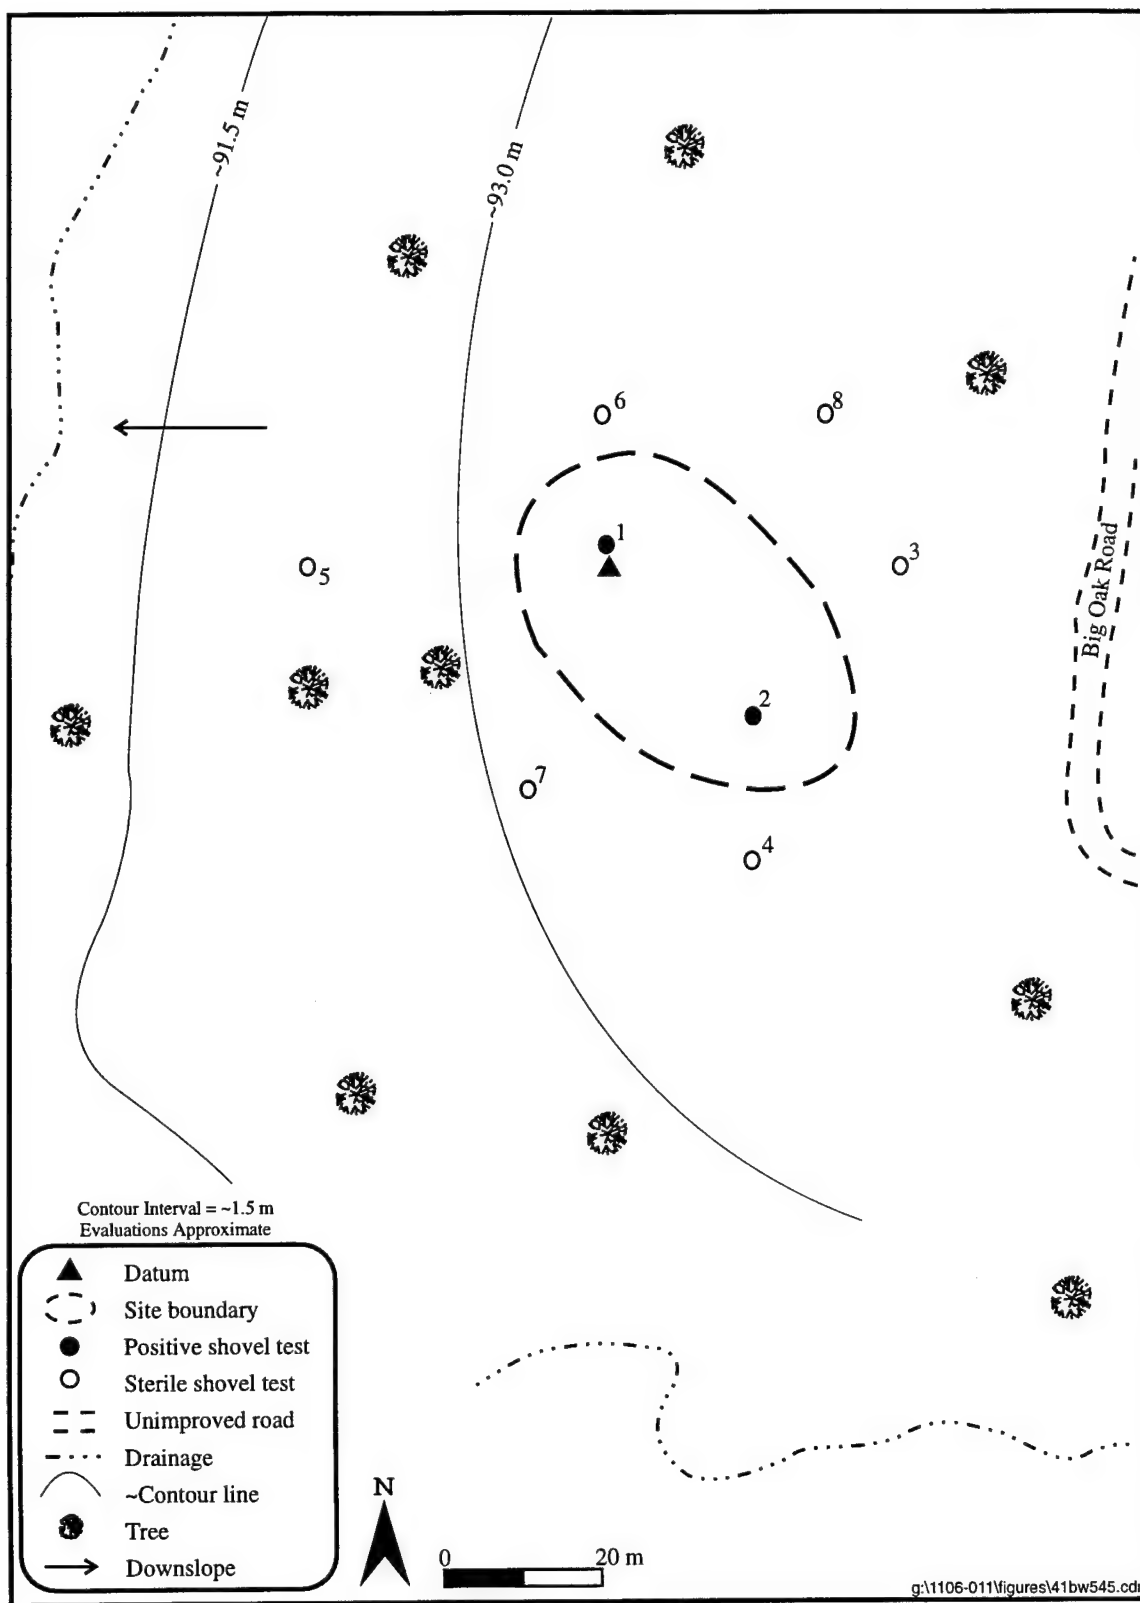 ~91.5 m
~93.0 m
6
8
1
3
5
Big Oak Road
2
7
4
Contour Interval = ~1.5 m
Evaluations Approximate
Datum
Site boundary
Positive shovel test
Sterile shovel test
Unimproved road
Drainage
~Contour line
Tree
Downslope
N
0 20 m
g:\1106-011\figures\41bw545.cdr